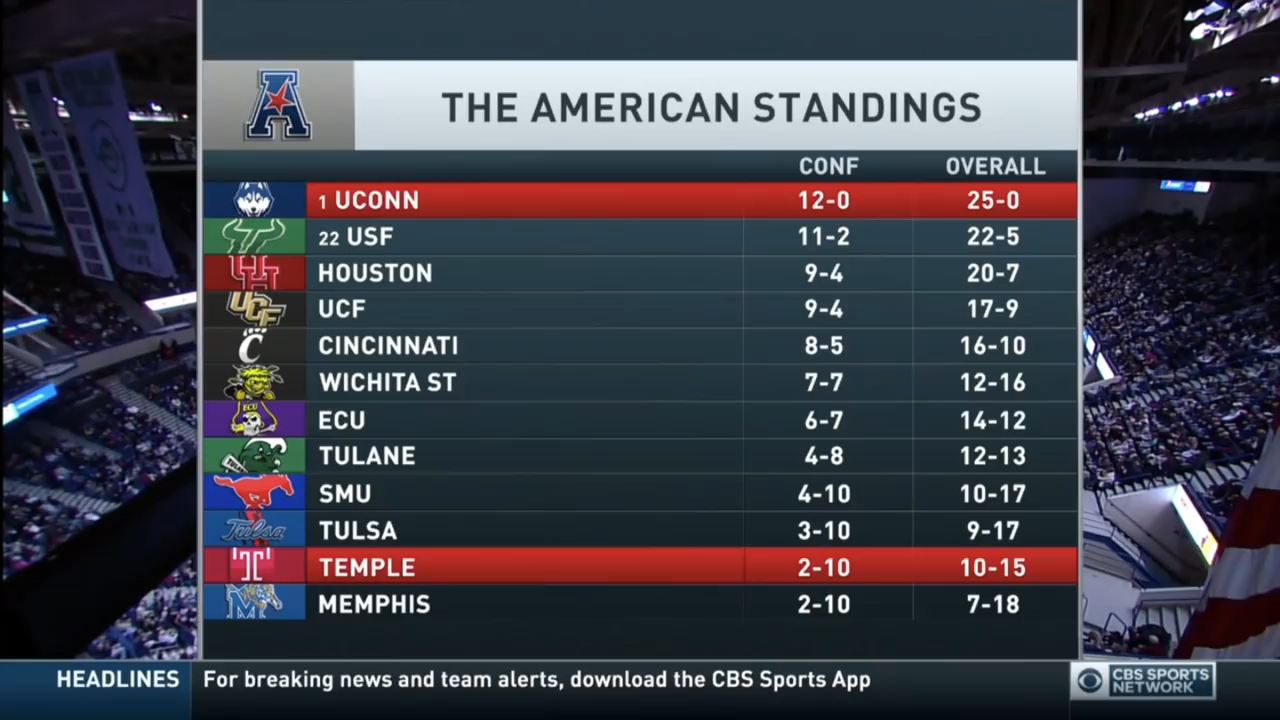 THE AMERICAN STANDINGS
CONF OVERALL
1 UCONN 12-0 25-0
22 USF 11-2 22-5
HOUSTON 9-4 20-7
UCF UCF 9-4 17-9
CINCINNATI 8-5 16-10
WICHITA ST 7-7 12-16
ECU ECU 6-7 14-12
TULANE 4-8 12-13
SMU 4-10 10-17
Tulsa TULSA 3-10 9-17
T TEMPLE 2-10 10-15
M MEMPHIS 2-10 7-18
HEADLINES For breaking news and team alerts, download the CBS Sports App
CBS SPORTS
NETWORK